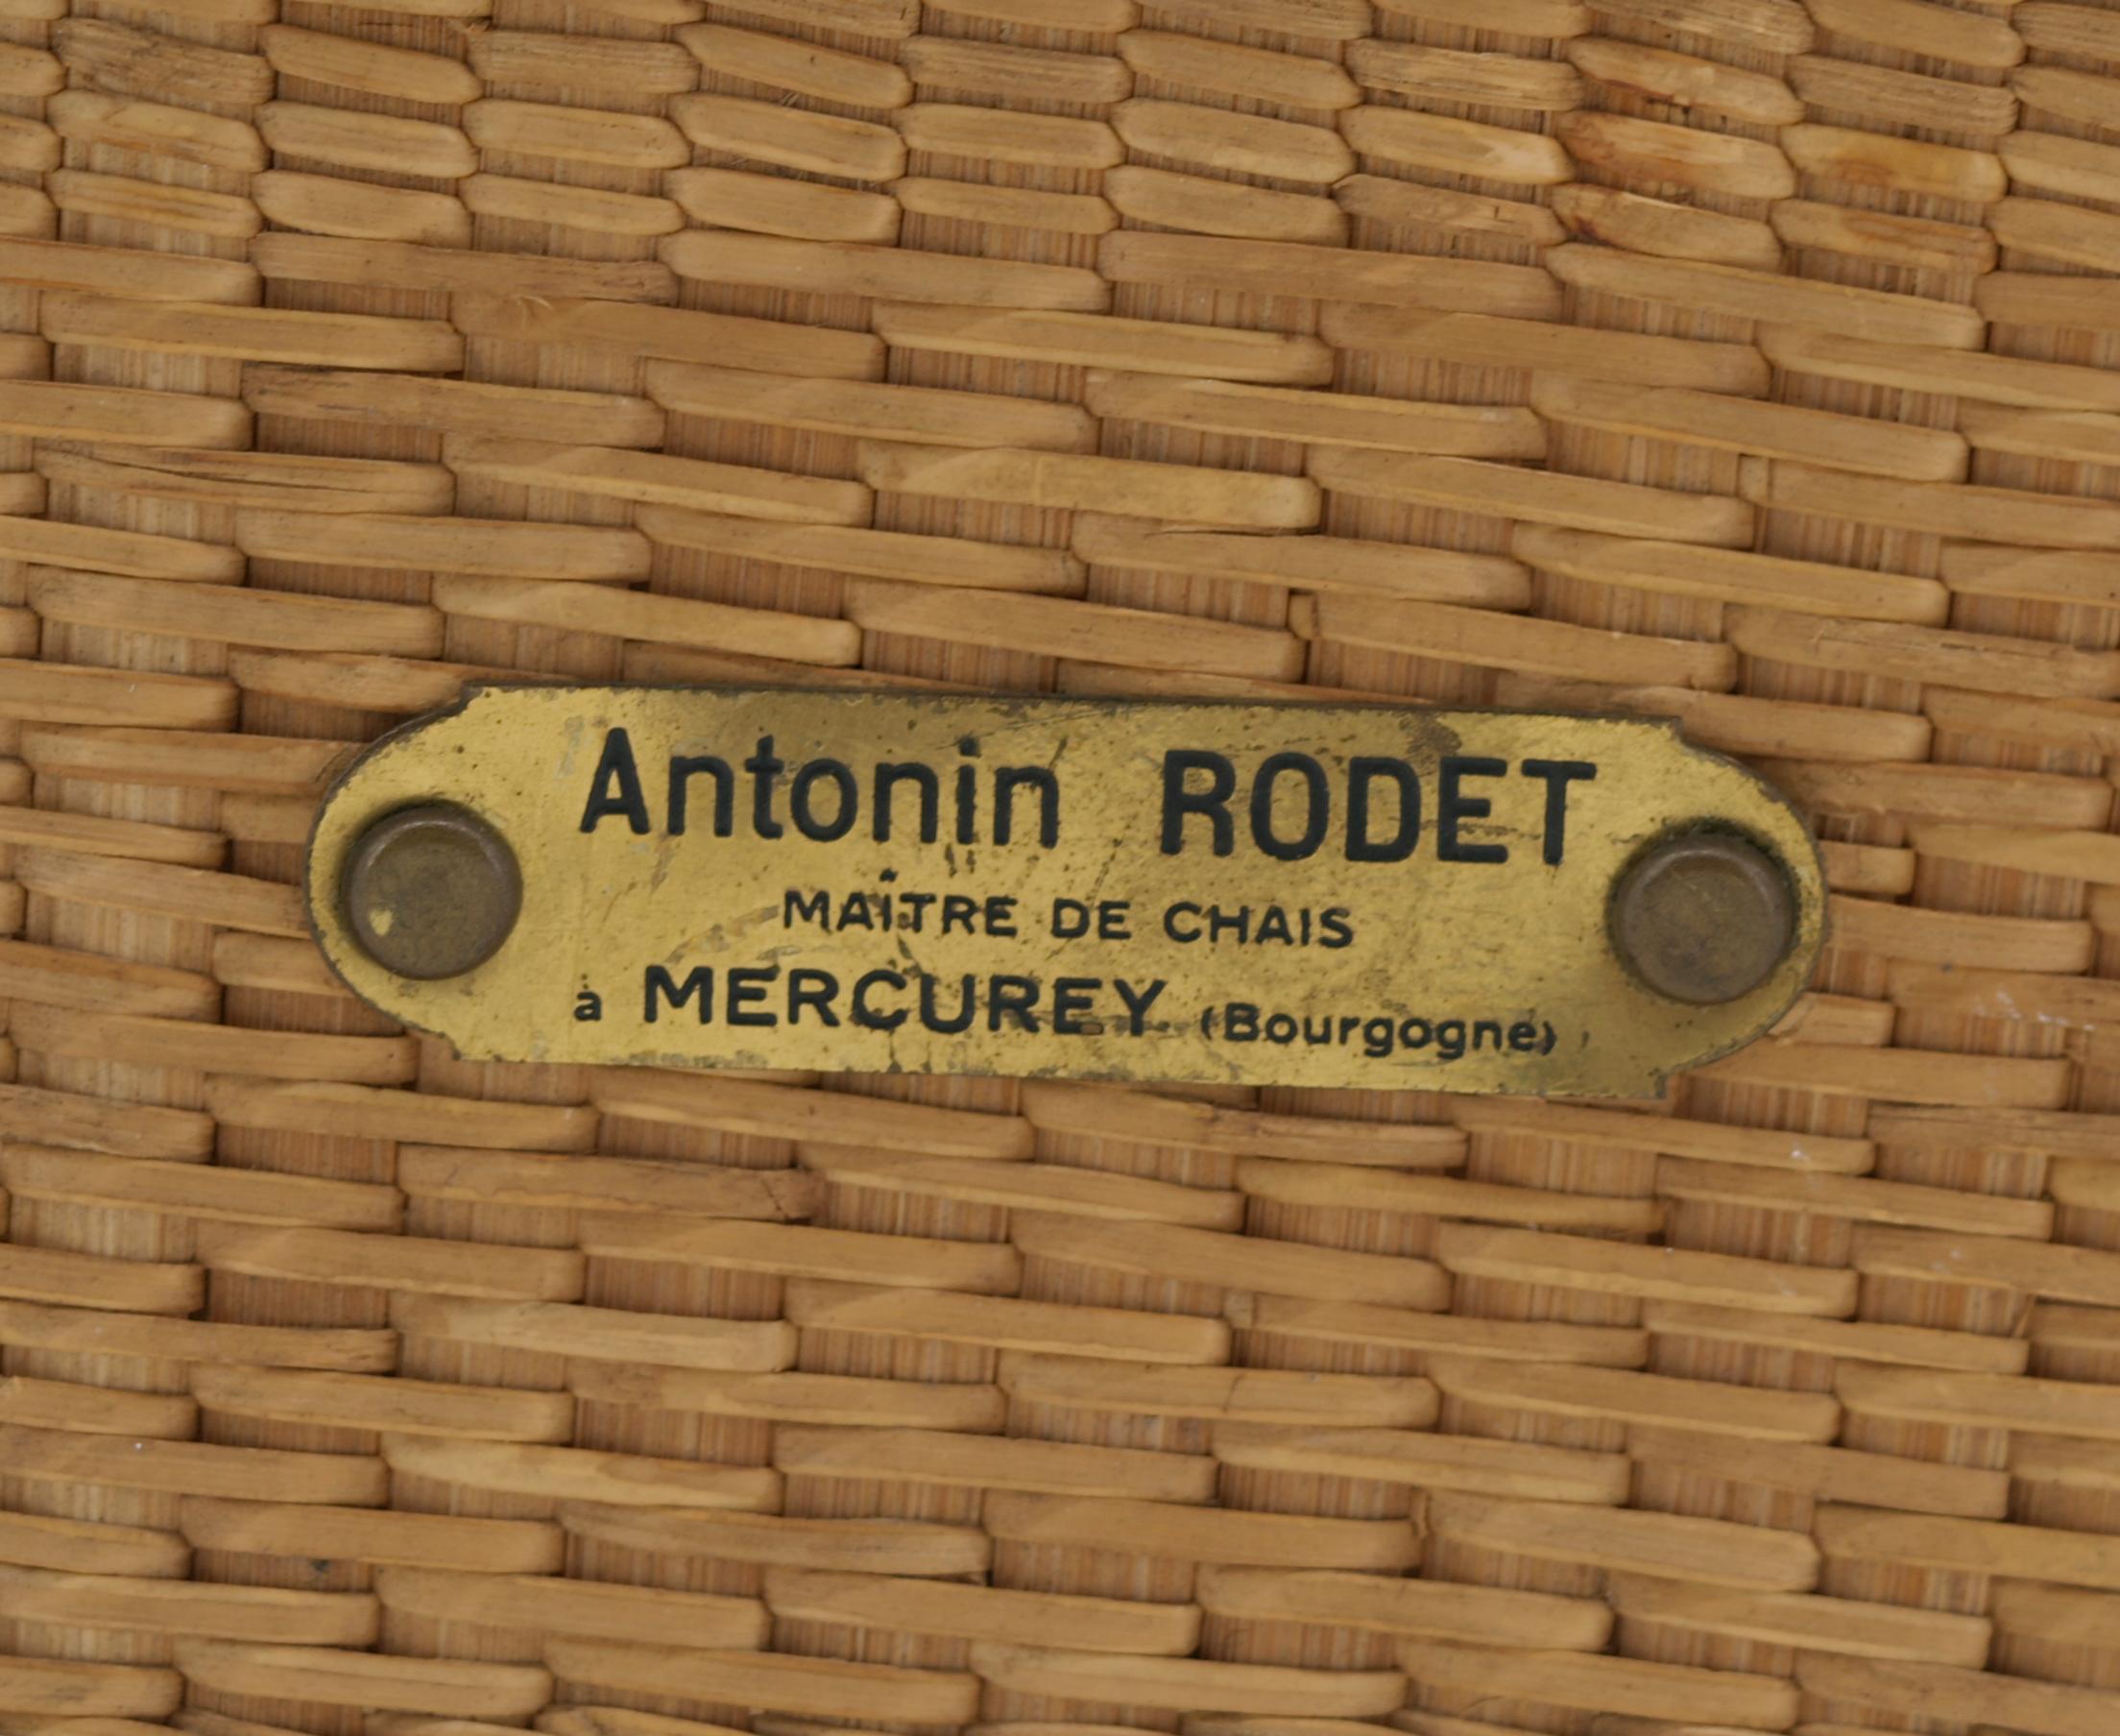 Antonin RODET
MAÎTRE DE CHAIS
à MERCUREY (Bourgogne)